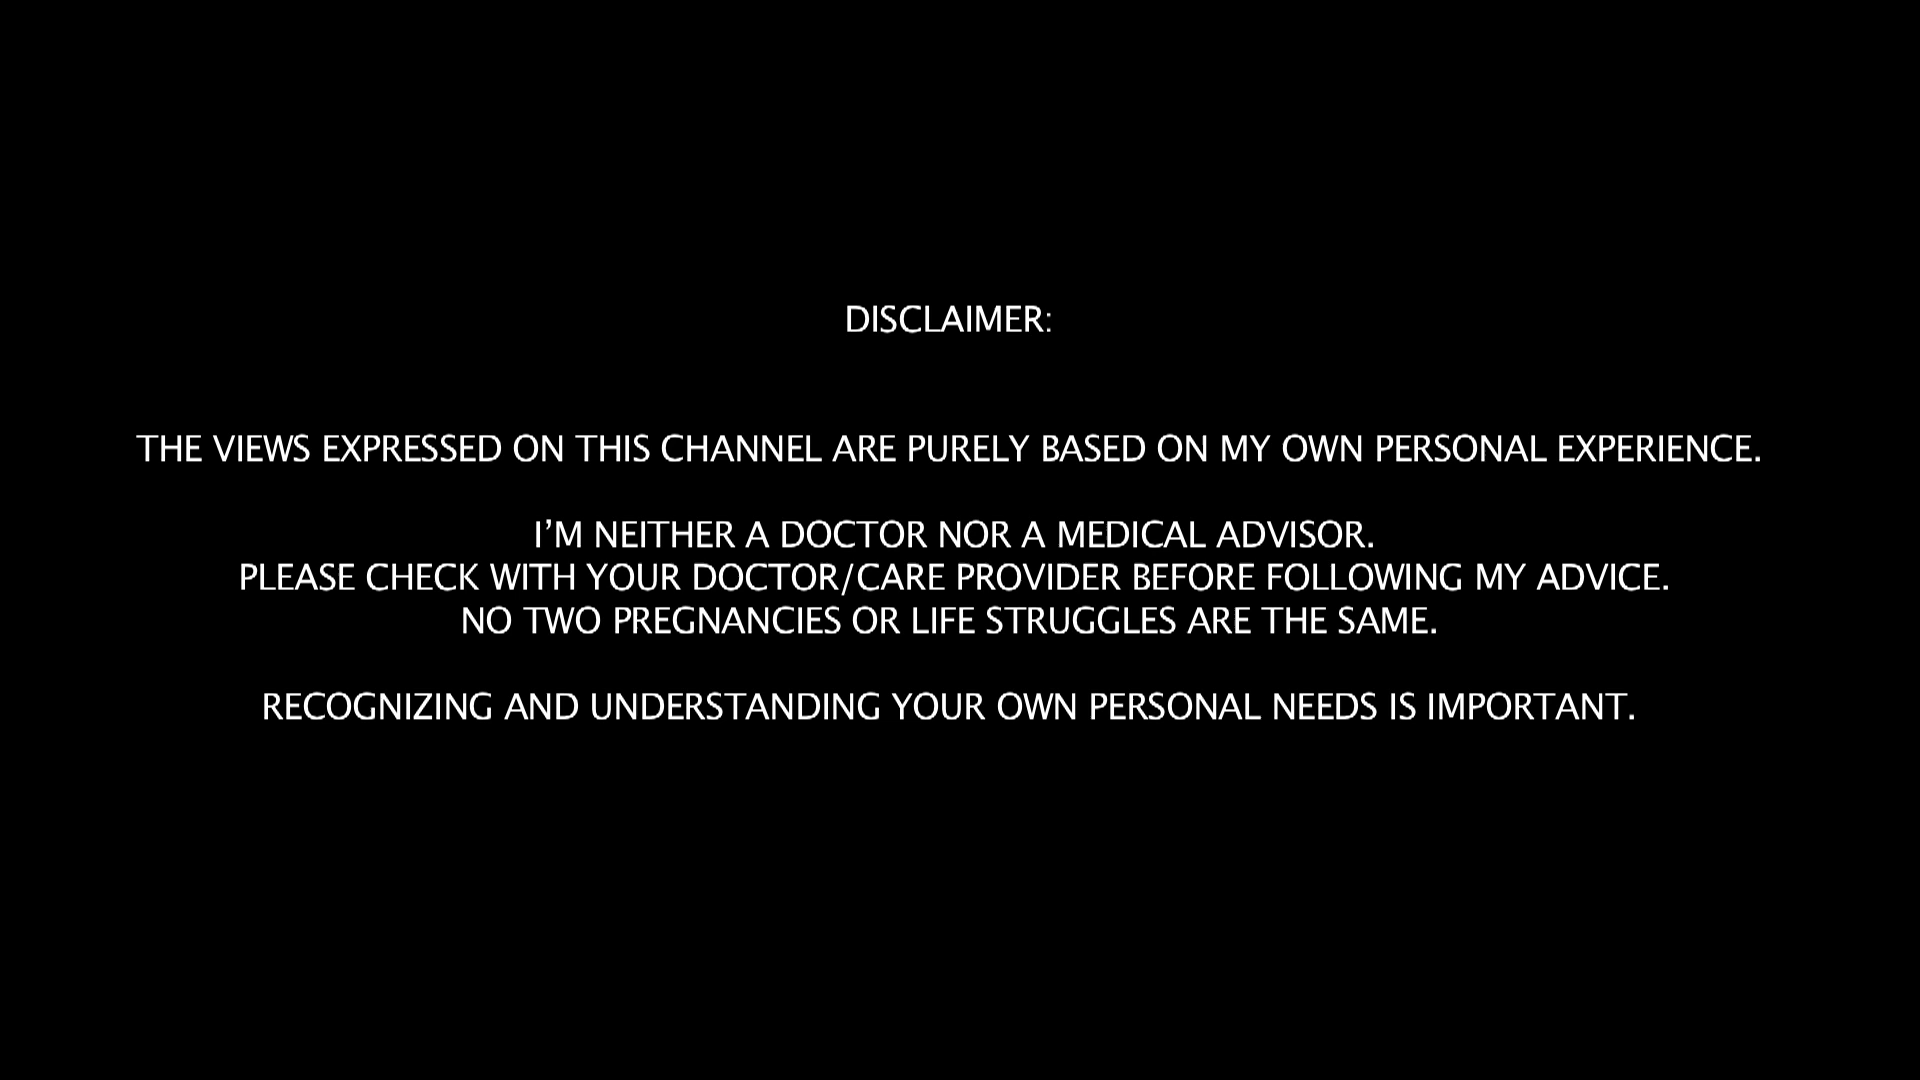 DISCLAIMER:
THE VIEWS EXPRESSED ON THIS CHANNEL ARE PURELY BASED ON MY OWN PERSONAL EXPERIENCE.
I’M NEITHER A DOCTOR NOR A MEDICAL ADVISOR.
PLEASE CHECK WITH YOUR DOCTOR/CARE PROVIDER BEFORE FOLLOWING MY ADVICE.
NO TWO PREGNANCIES OR LIFE STRUGGLES ARE THE SAME.
RECOGNIZING AND UNDERSTANDING YOUR OWN PERSONAL NEEDS IS IMPORTANT.